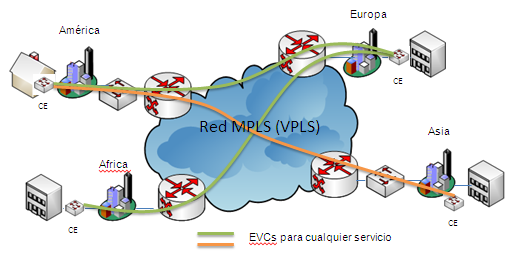 América
Europa
CE
CE
Red MPLS (VPLS)
Asia
Africa
CE
CE
EVCs para cualquier servicio